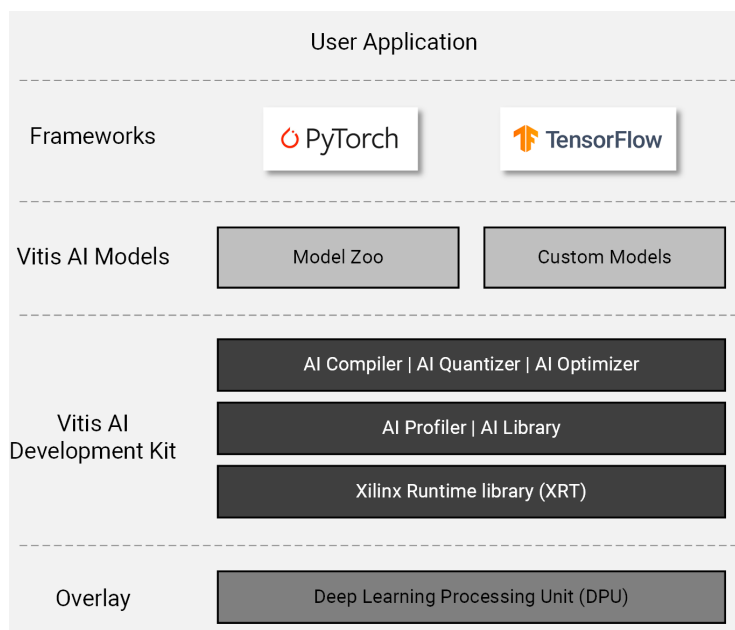 User Application
Frameworks
PyTorch
TensorFlow
Vitis AI Models
Model Zoo
Custom Models
AI Compiler | AI Quantizer | AI Optimizer
Vitis AI
Development Kit
AI Profiler | AI Library
Xilinx Runtime library (XRT)
Overlay
Deep Learning Processing Unit (DPU)